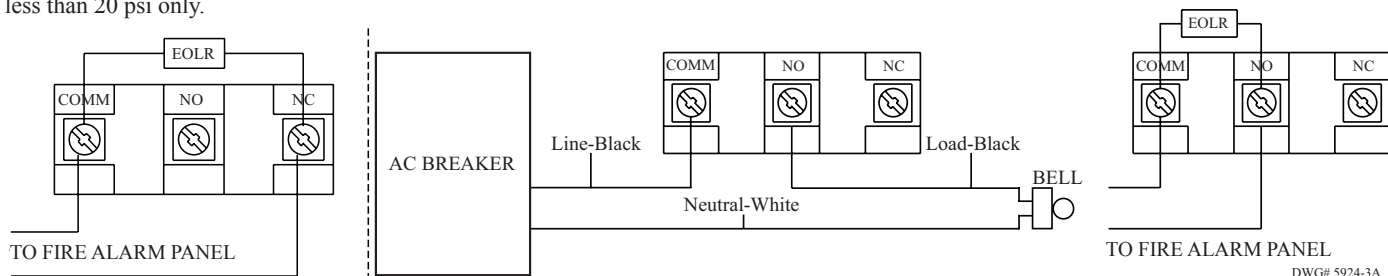 less than 20 psi only.
EOLR
COMM NO NC
TO FIRE ALARM PANEL
AC BREAKER
COMM NO NC
Line-Black
Load-Black
Neutral-White
BELL
EOLR
COMM NO NC
TO FIRE ALARM PANEL
DWG# 5924-3A